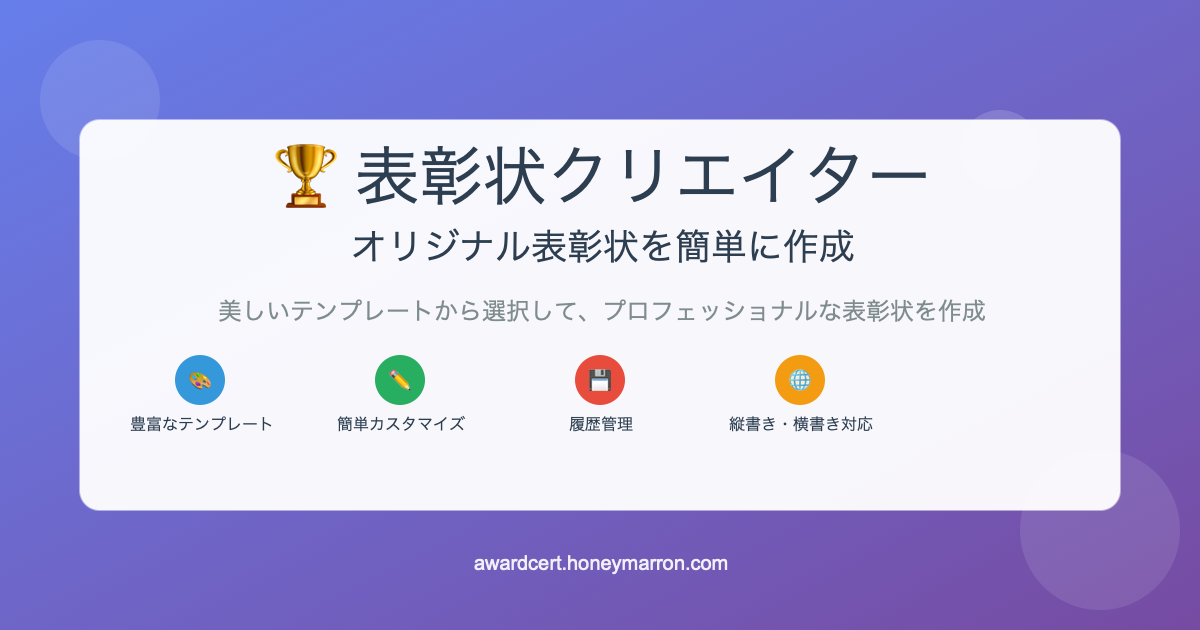 表彰状クリエイター
オリジナル表彰状を簡単に作成
美しいテンプレートから選択して、プロフェッショナルな表彰状を作成
豊富なテンプレート
簡単カスタマイズ
履歴管理
縦書き・横書き対応
awardcert.honeymarron.com